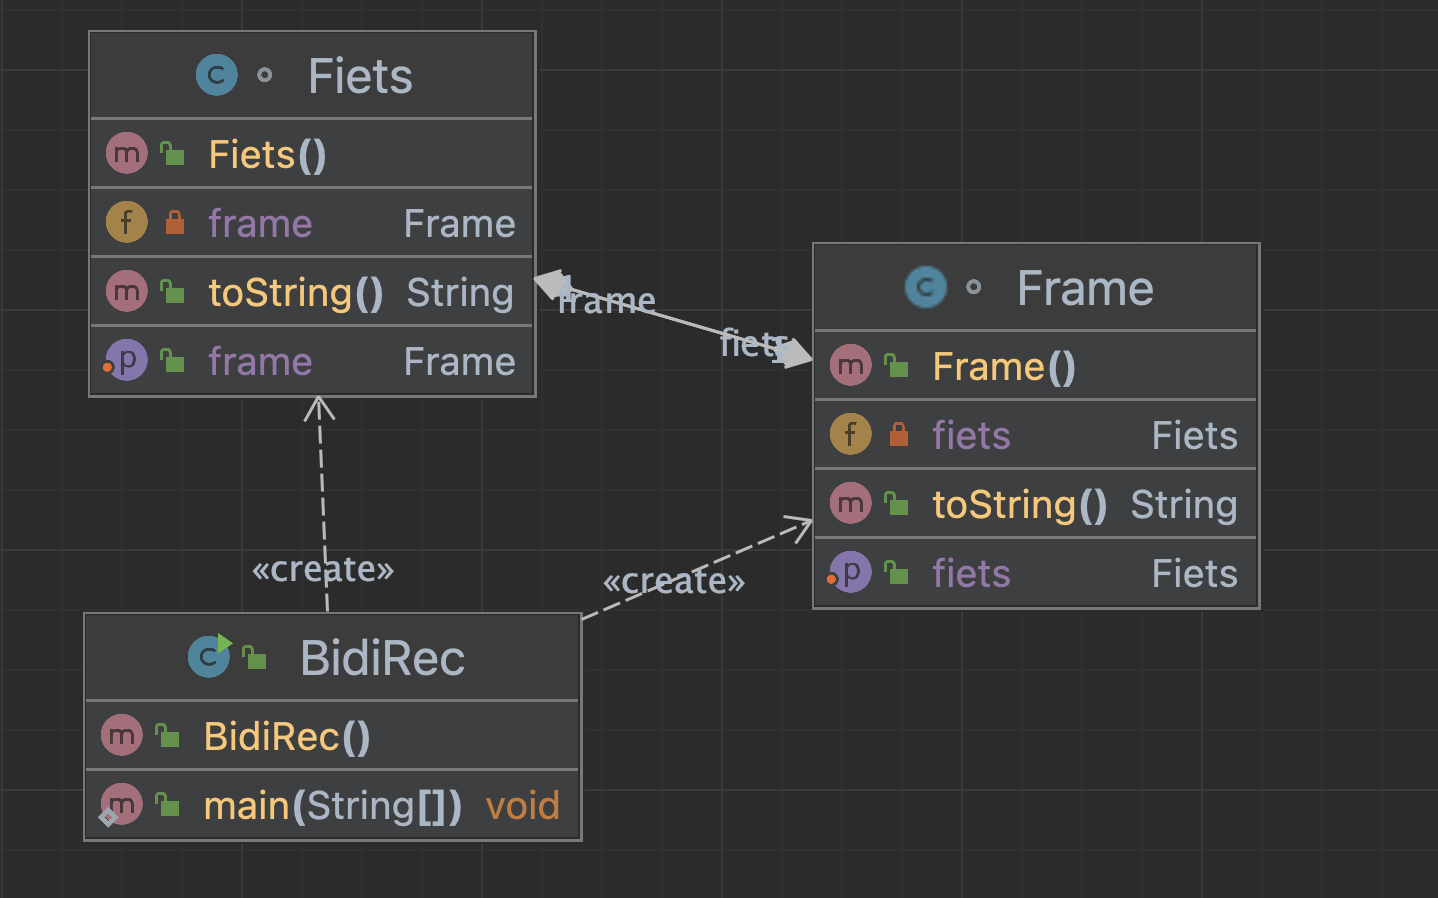 Fiets
Fiets()
frame Frame
toString() String
frame Frame
1
frame
fiets
1
Frame
Frame()
fiets Fiets
toString() String
fiets Fiets
«create»
«create»
BidiRec
BidiRec()
main(String[]) void